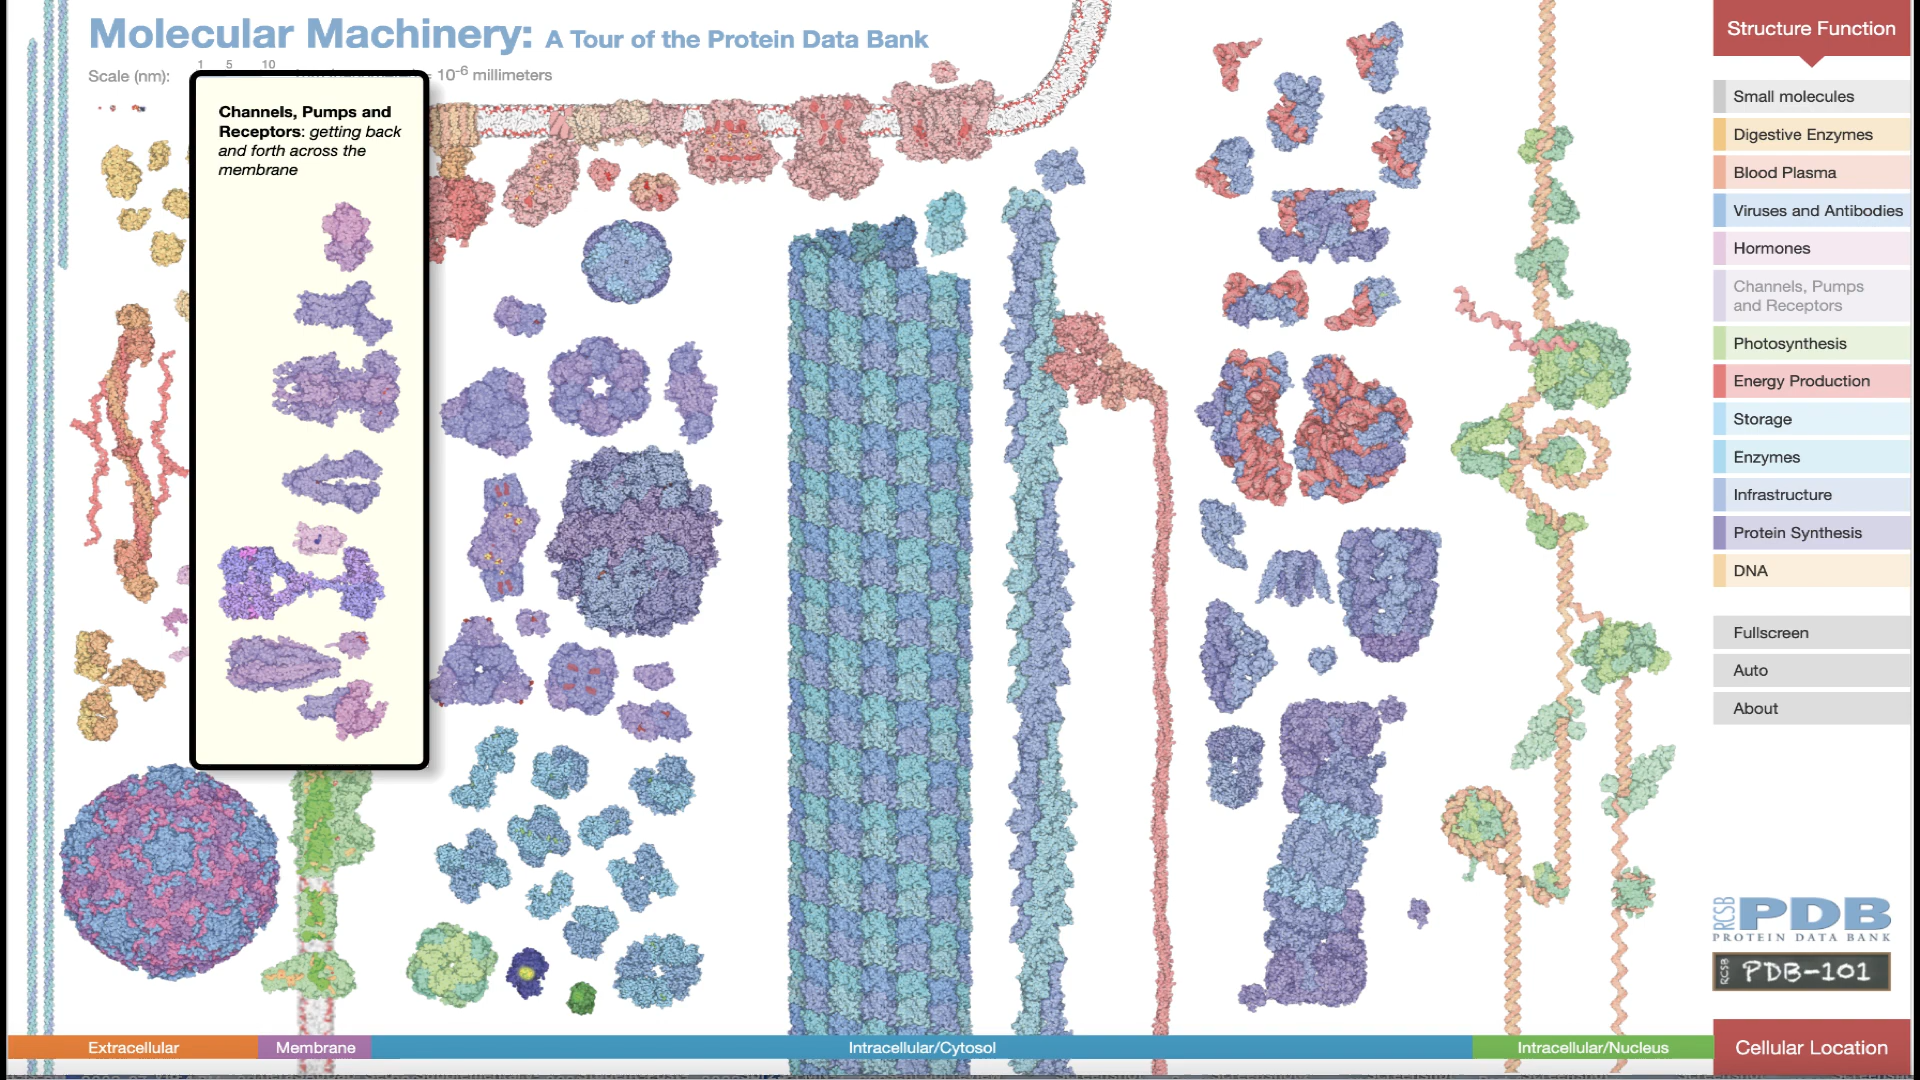 Molecular Machinery: A Tour of the Protein Data Bank
Scale (nm): 1 5 10
10-6 millimeters
Channels, Pumps and
Receptors: getting back
and forth across the
membrane
Structure Function
Small molecules
Digestive Enzymes
Blood Plasma
Viruses and Antibodies
Hormones
Channels, Pumps
and Receptors
Photosynthesis
Energy Production
Storage
Enzymes
Infrastructure
Protein Synthesis
DNA
Fullscreen
Auto
About
RCSB PDB
PROTEIN DATA BANK
RCSB PDB-101
Extracellular
Membrane
Intracellular/Cytosol
Intracellular/Nucleus
Cellular Location